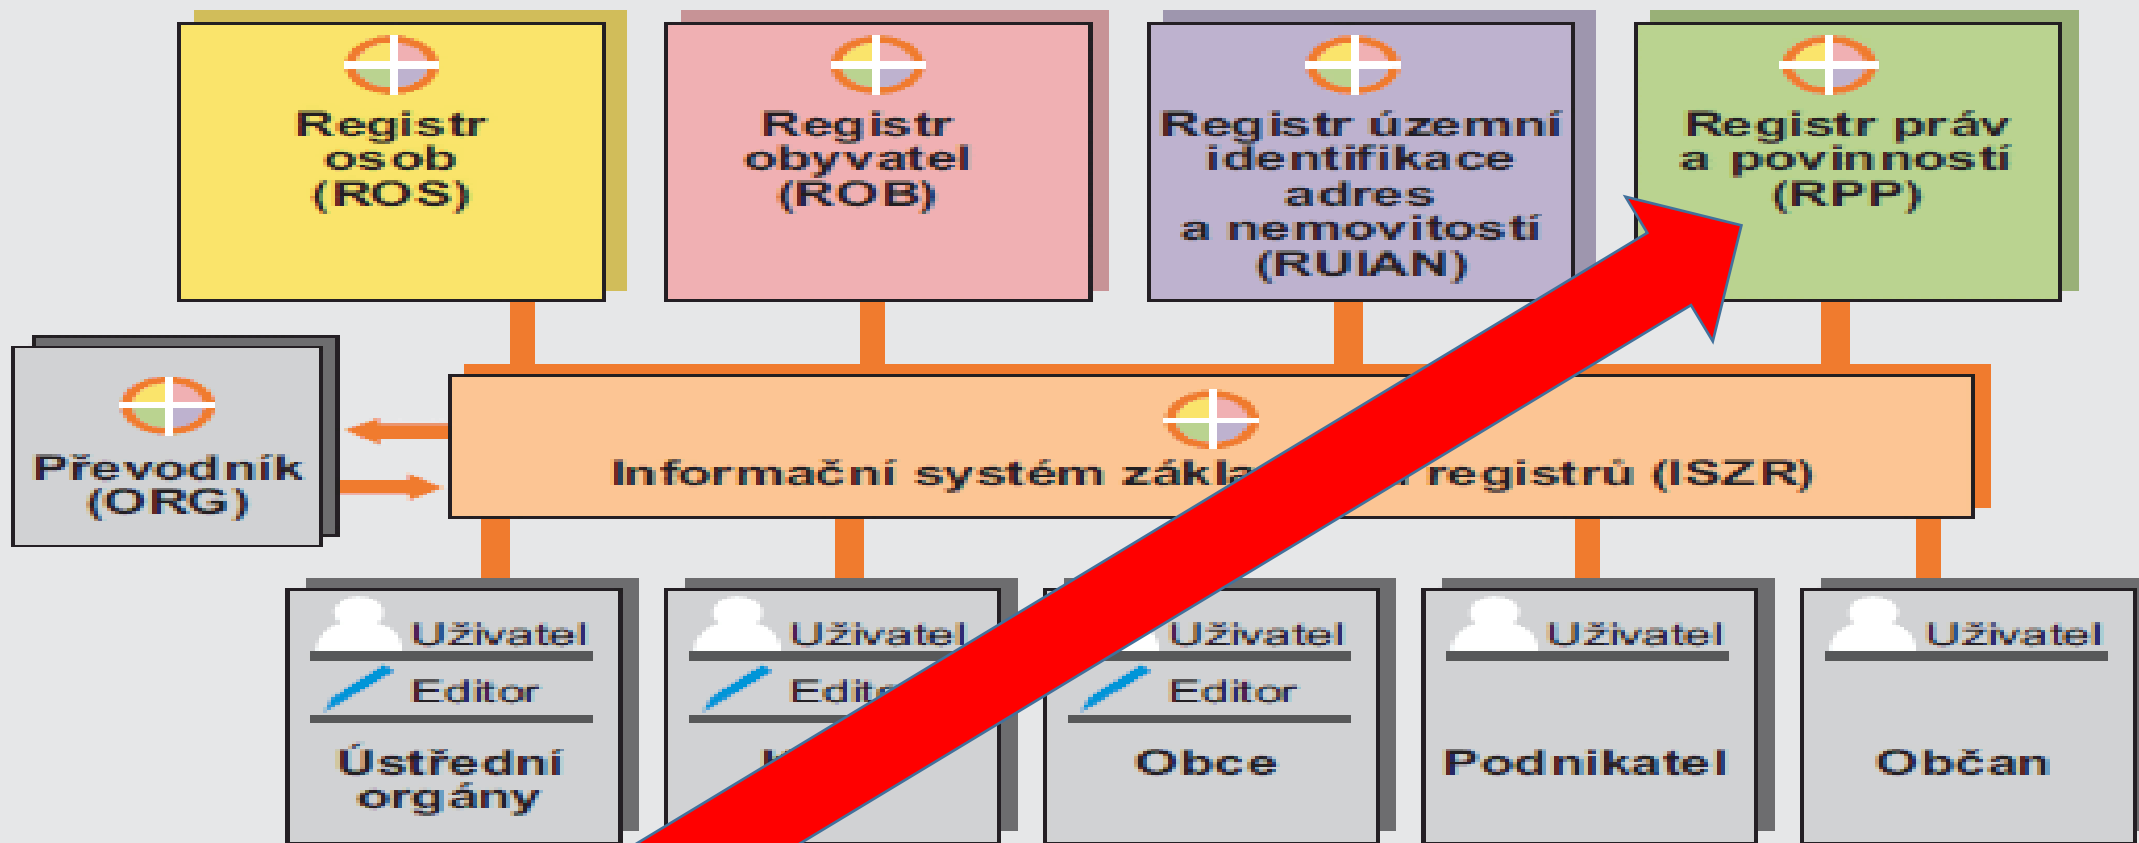 Registr
osob
(ROS)
Registr
obyvatel
(ROB)
Registr územní
identifikace
adres
a nemovitostí
(RUIAN)
Registr práv
a povinností
(RPP)
Převodník
(ORG)
Informační systém registrů (ISZR)
Uživatel
Editor
Ústřední
orgány
Uživatel
Uživatel
Editor
Obce
Uživatel
Podnikatel
Uživatel
Občan